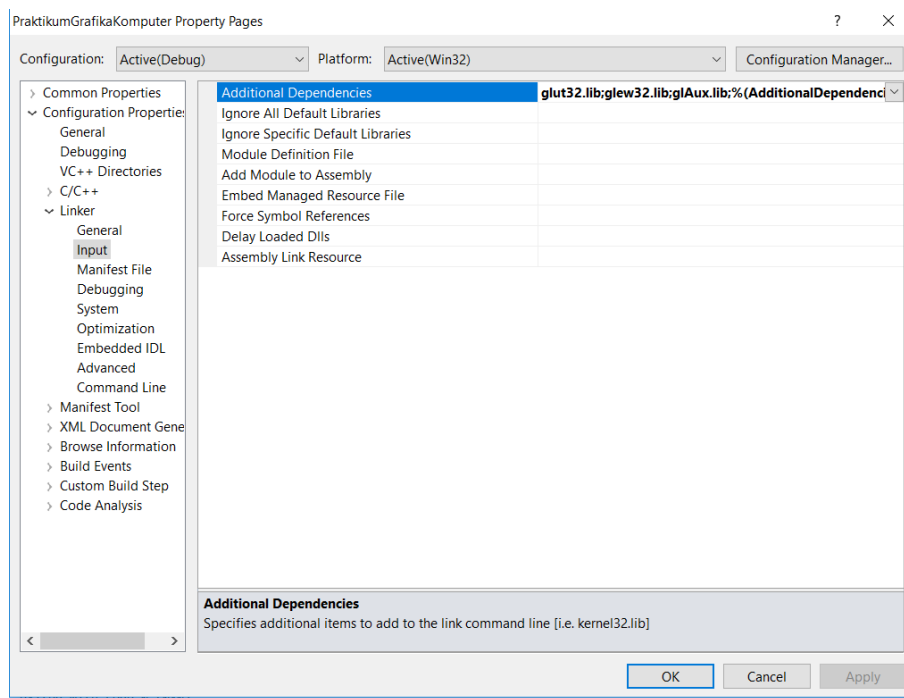 PraktikumGrafikaKomputer Property Pages
Configuration: Active(Debug) Platform: Active(Win32) Configuration Manager...
Common Properties
Configuration Propertie
General
Debugging
VC++ Directories
C/C++
Linker
General
Input
Manifest File
Debugging
System
Optimization
Embedded IDL
Advanced
Command Line
Manifest Tool
XML Document Gene
Browse Information
Build Events
Custom Build Step
Code Analysis
Additional Dependencies glut32.lib;glew32.lib;glAux.lib;%(AdditionalDependenci
Ignore All Default Libraries
Ignore Specific Default Libraries
Module Definition File
Add Module to Assembly
Embed Managed Resource File
Force Symbol References
Delay Loaded Dlls
Assembly Link Resource
Additional Dependencies
Specifies additional items to add to the link command line [i.e. kernel32.lib]
OK Cancel Apply